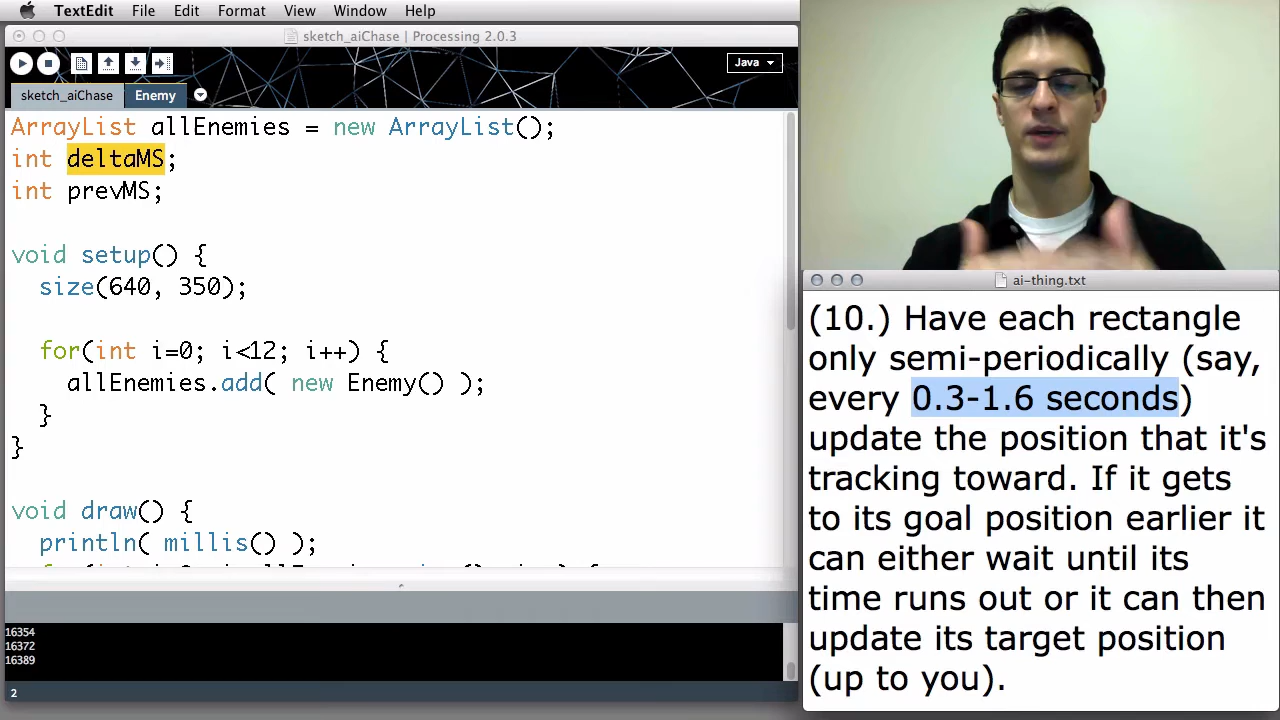 TextEdit File Edit Format View Window Help
sketch_aiChase | Processing 2.0.3
Java
sketch_aiChase Enemy
ArrayList allEnemies = new ArrayList();
int deltaMS;
int prevMS;
void setup() {
size(640, 350);
for(int i=0; i<12; i++) {
allEnemies.add( new Enemy() );
}
}
void draw() {
println( millis() );
16354
16372
16389
2
ai-thing.txt
(10.) Have each rectangle
only semi-periodically (say,
every 0.3-1.6 seconds)
update the position that it's
tracking toward. If it gets
to its goal position earlier it
can either wait until its
time runs out or it can then
update its target position
(up to you).